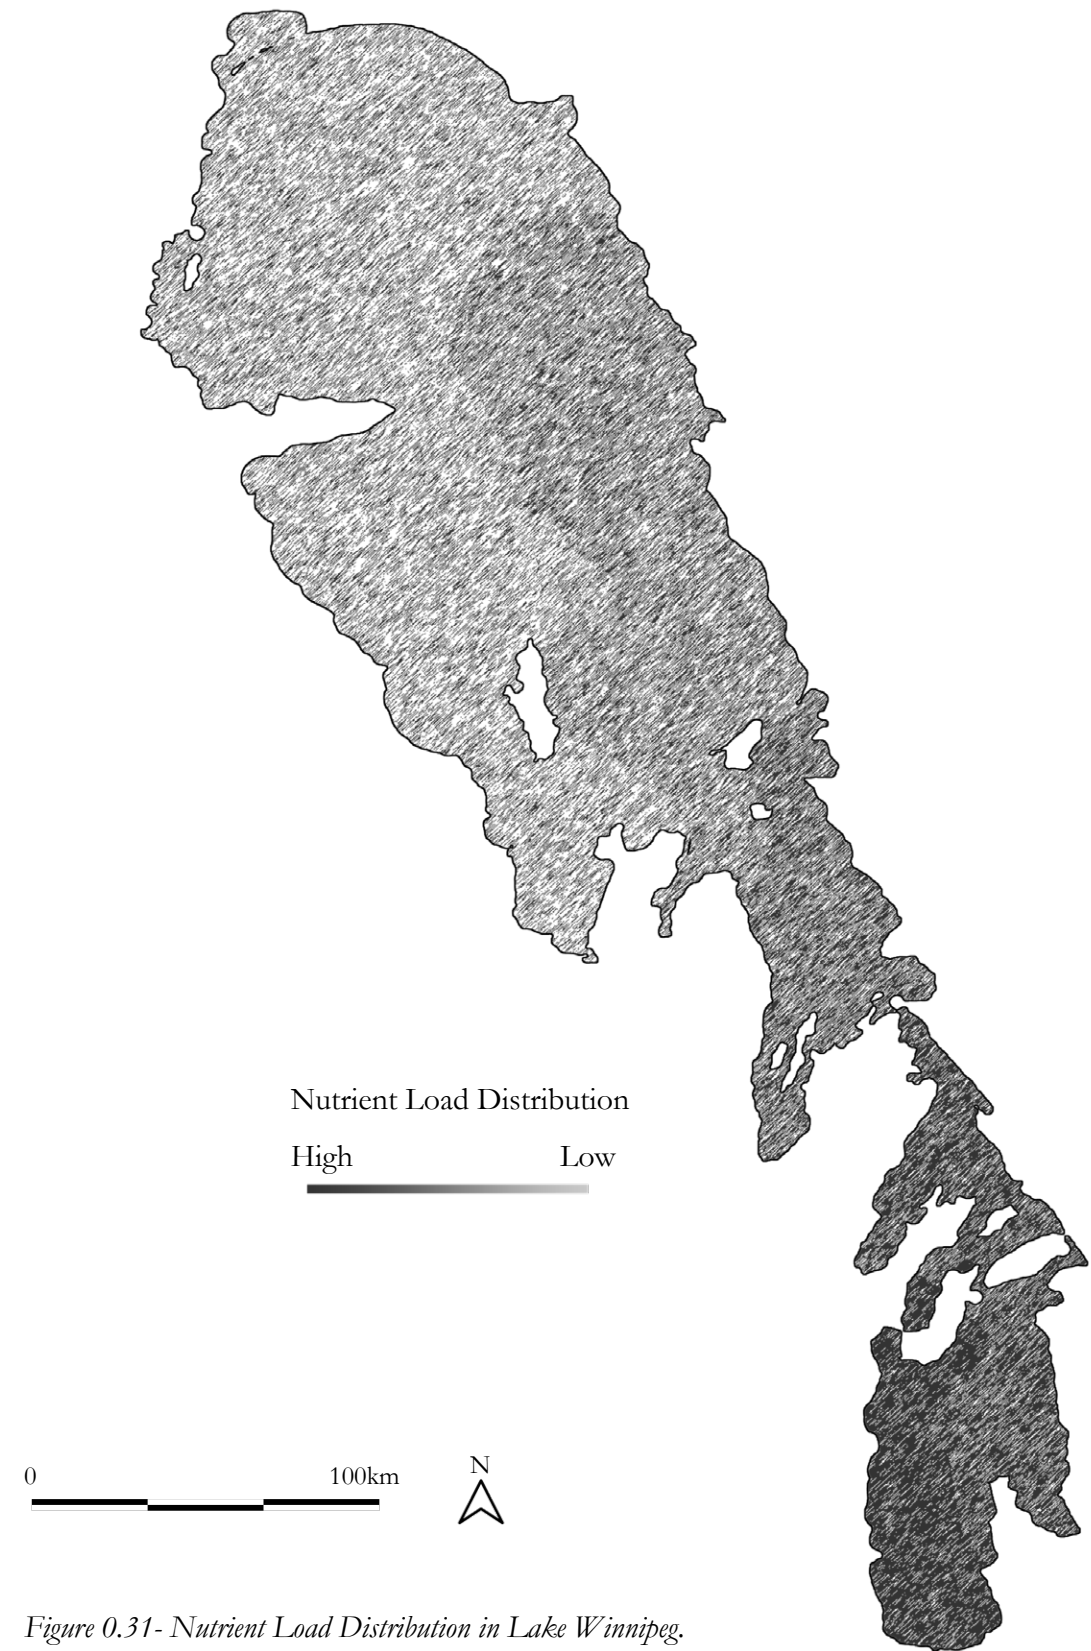 Nutrient Load Distribution
High Low
0 100km
N
Figure 0.31- Nutrient Load Distribution in Lake Winnipeg.